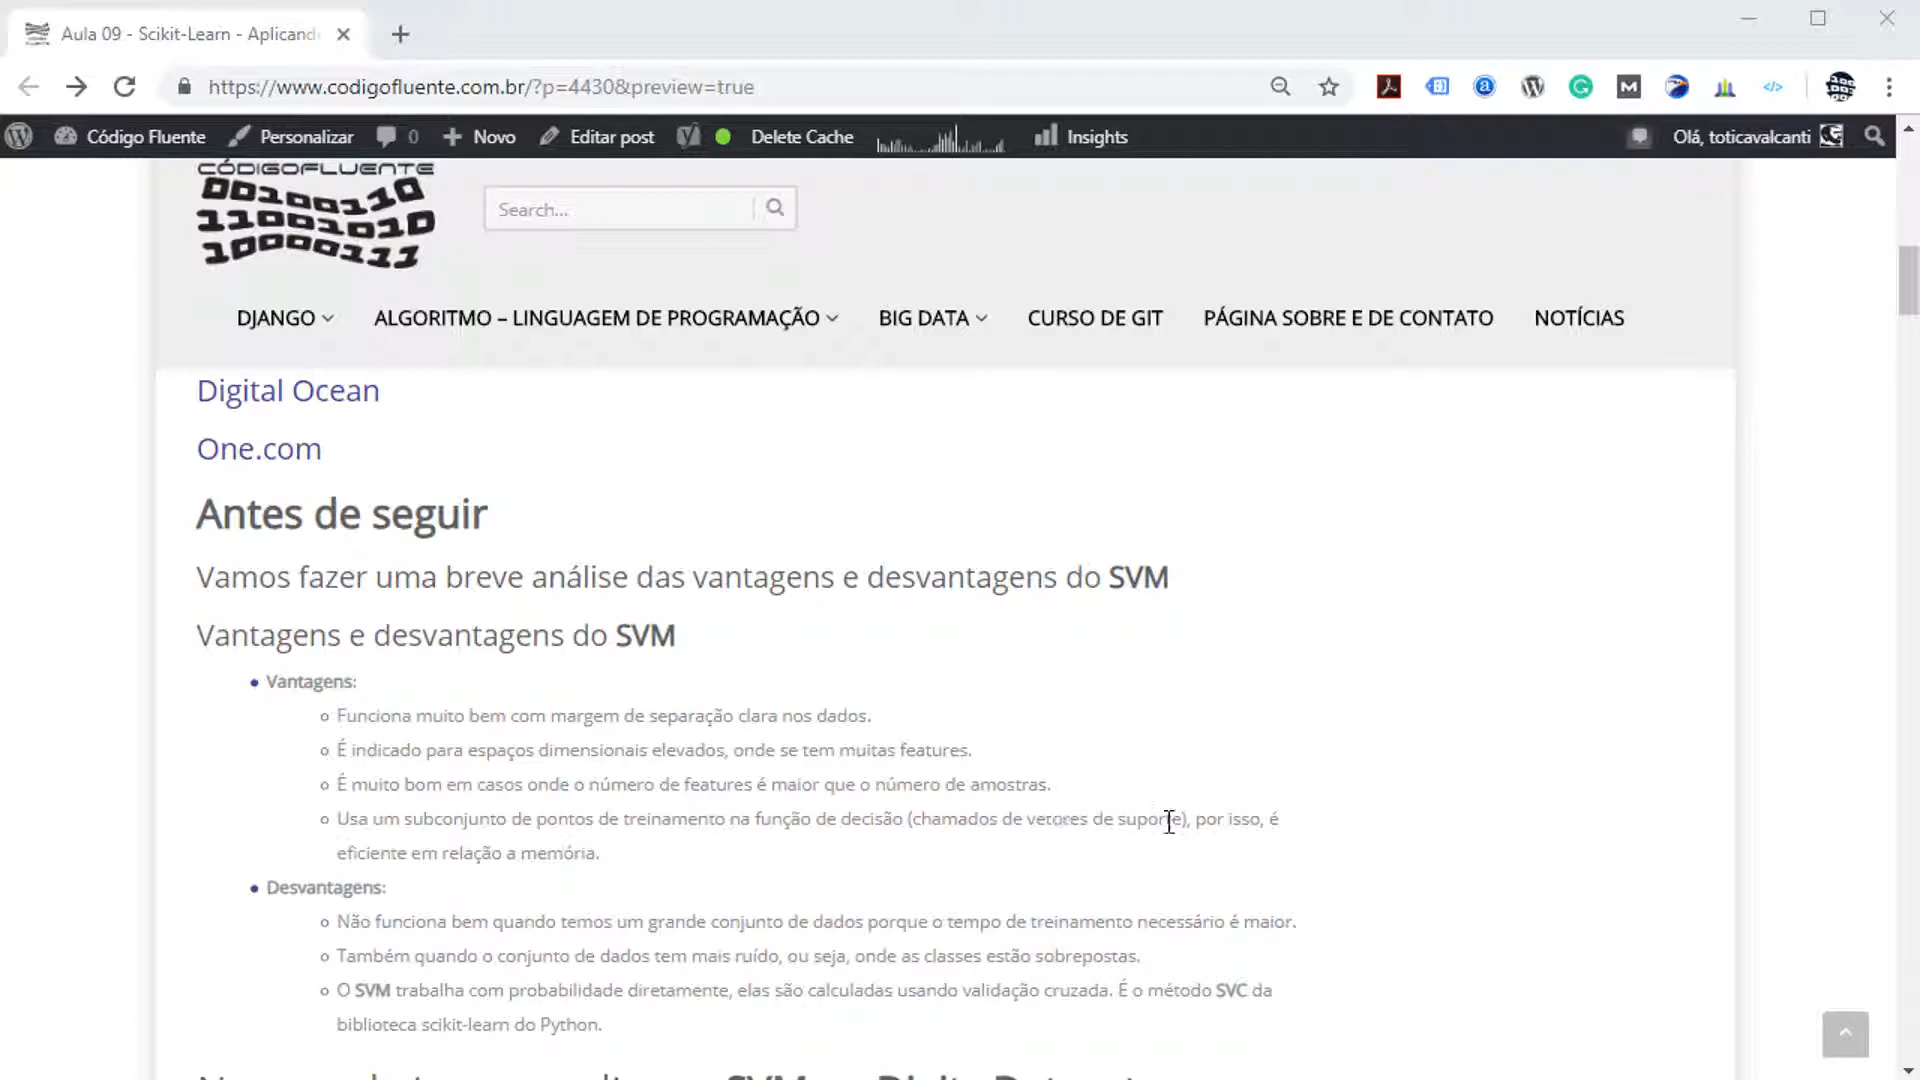 Aula 09 - Scikit-Learn - Aplicand
https://www.codigofluente.com.br/?p=4430&preview=true
Código Fluente Personalizar 0 Novo Editar post Delete Cache Insights Olá, toticavalcanti
CÓDIGOFLUENTE
00100110
11001010
10000111
Search...
DJANGO ALGORITMO – LINGUAGEM DE PROGRAMAÇÃO BIG DATA CURSO DE GIT PÁGINA SOBRE E DE CONTATO NOTÍCIAS
Digital Ocean
One.com
Antes de seguir
Vamos fazer uma breve análise das vantagens e desvantagens do SVM
Vantagens e desvantagens do SVM
Vantagens:
Funciona muito bem com margem de separação clara nos dados.
É indicado para espaços dimensionais elevados, onde se tem muitas features.
É muito bom em casos onde o número de features é maior que o número de amostras.
Usa um subconjunto de pontos de treinamento na função de decisão (chamados de vetores de suporte), por isso, é
eficiente em relação a memória.
Desvantagens:
Não funciona bem quando temos um grande conjunto de dados porque o tempo de treinamento necessário é maior.
Também quando o conjunto de dados tem mais ruído, ou seja, onde as classes estão sobrepostas.
O SVM trabalha com probabilidade diretamente, elas são calculadas usando validação cruzada. É o método SVC da
biblioteca scikit-learn do Python.